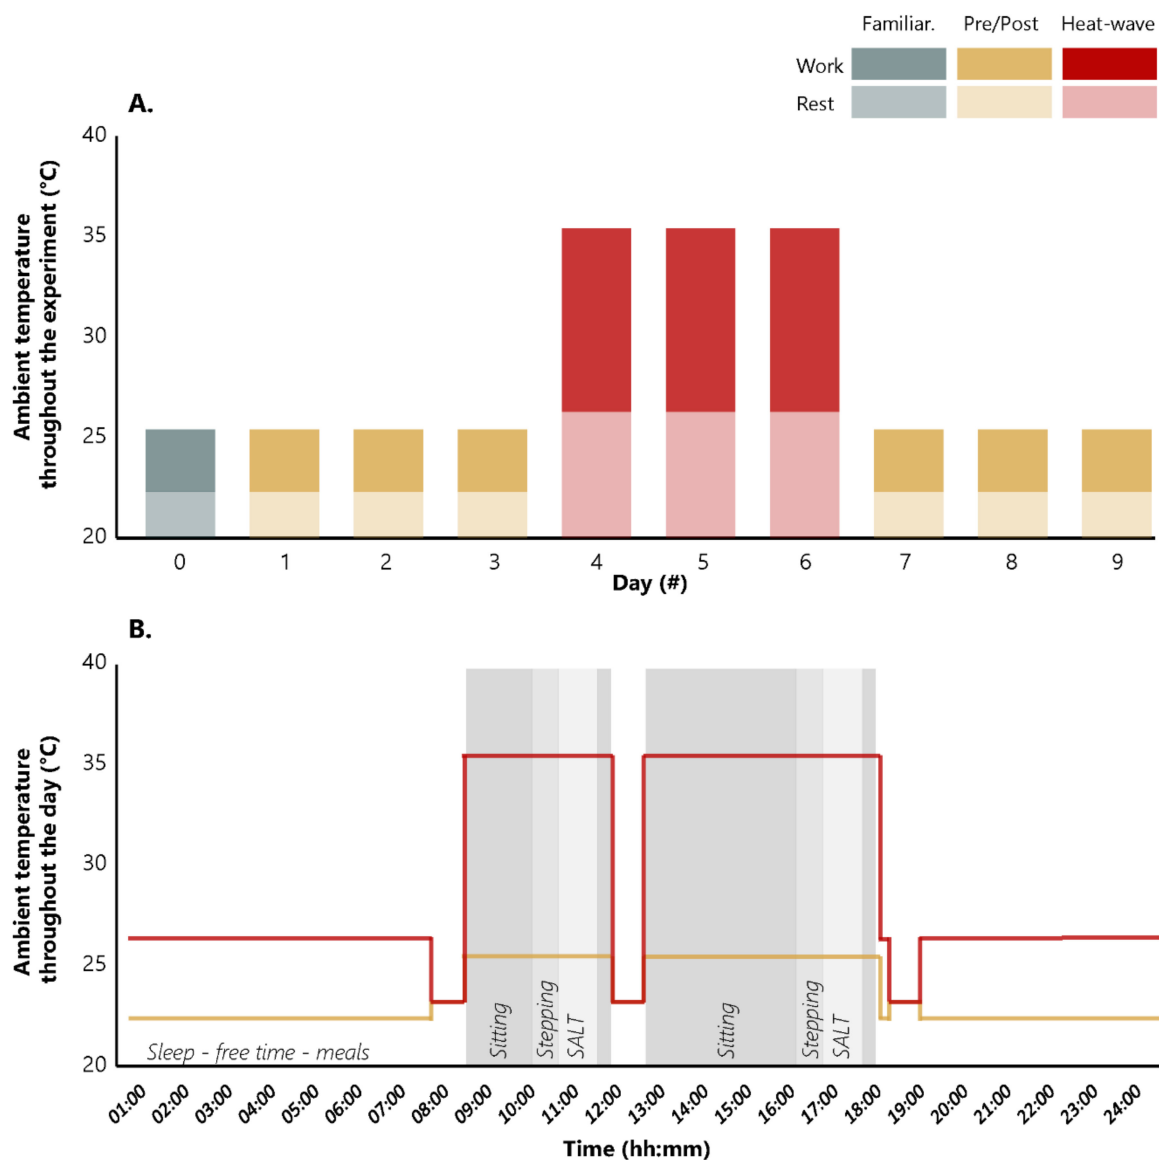 Familiar. Pre/Post Heat-wave
Work
Rest
A.
Ambient temperature
throughout the experiment (°C)
40
35
30
25
20
0 1 2 3 4 5 6 7 8 9
Day (#)
B.
Ambient temperature
throughout the day (°C)
40
35
30
25
20
Sleep - free time - meals
Sitting
Stepping
SALT
Sitting
Stepping
SALT
01:00 02:00 03:00 04:00 05:00 06:00 07:00 08:00 09:00 10:00 11:00 12:00 13:00 14:00 15:00 16:00 17:00 18:00 19:00 20:00 21:00 22:00 23:00 24:00
Time (hh:mm)